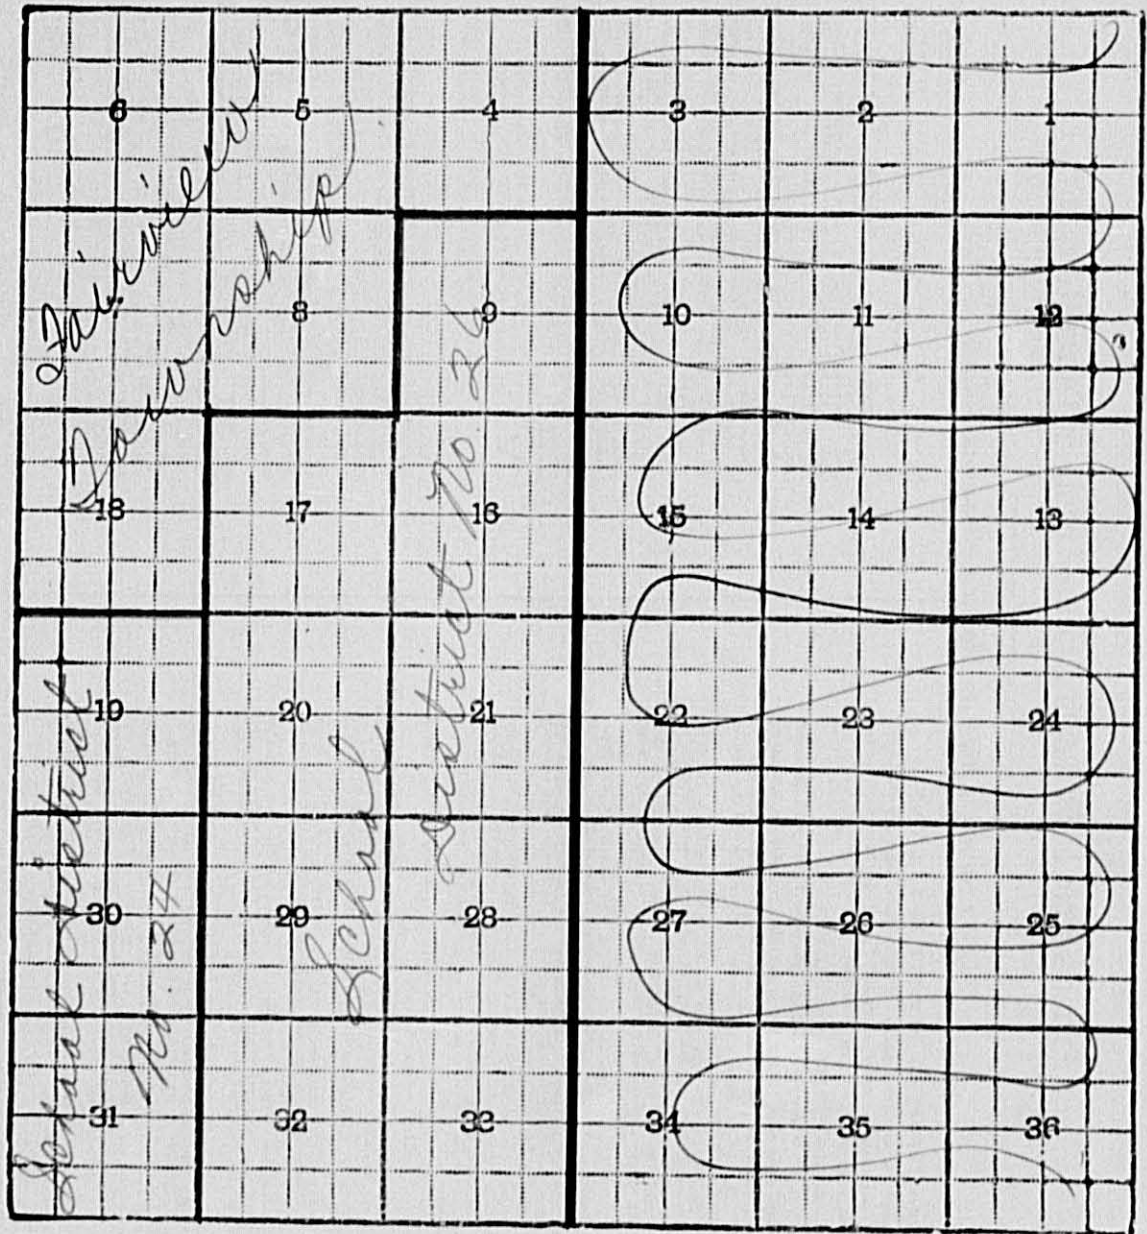 6 5 4 3 2 1
8 9 10 11 12
18 17 16 15 14 13
19 20 21 22 23 24
30 29 28 27 26 25
31 32 33 34 35 36
Fairview
Township
School
District No 26
School District
No. 24